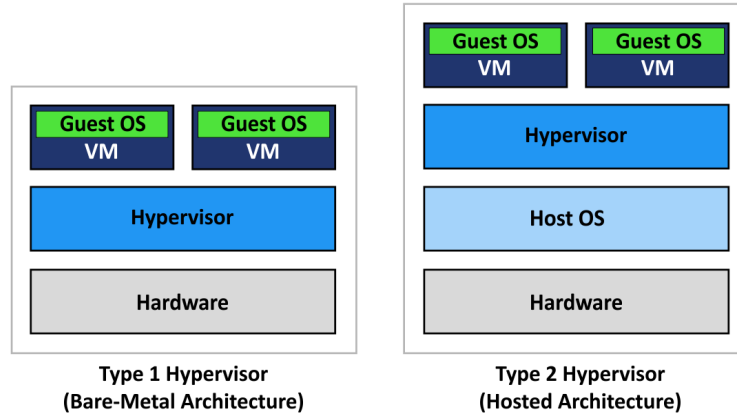 Guest OS
VM
Guest OS
VM
Hypervisor
Hardware
Type 1 Hypervisor
(Bare-Metal Architecture)
Guest OS
VM
Guest OS
VM
Hypervisor
Host OS
Hardware
Type 2 Hypervisor
(Hosted Architecture)